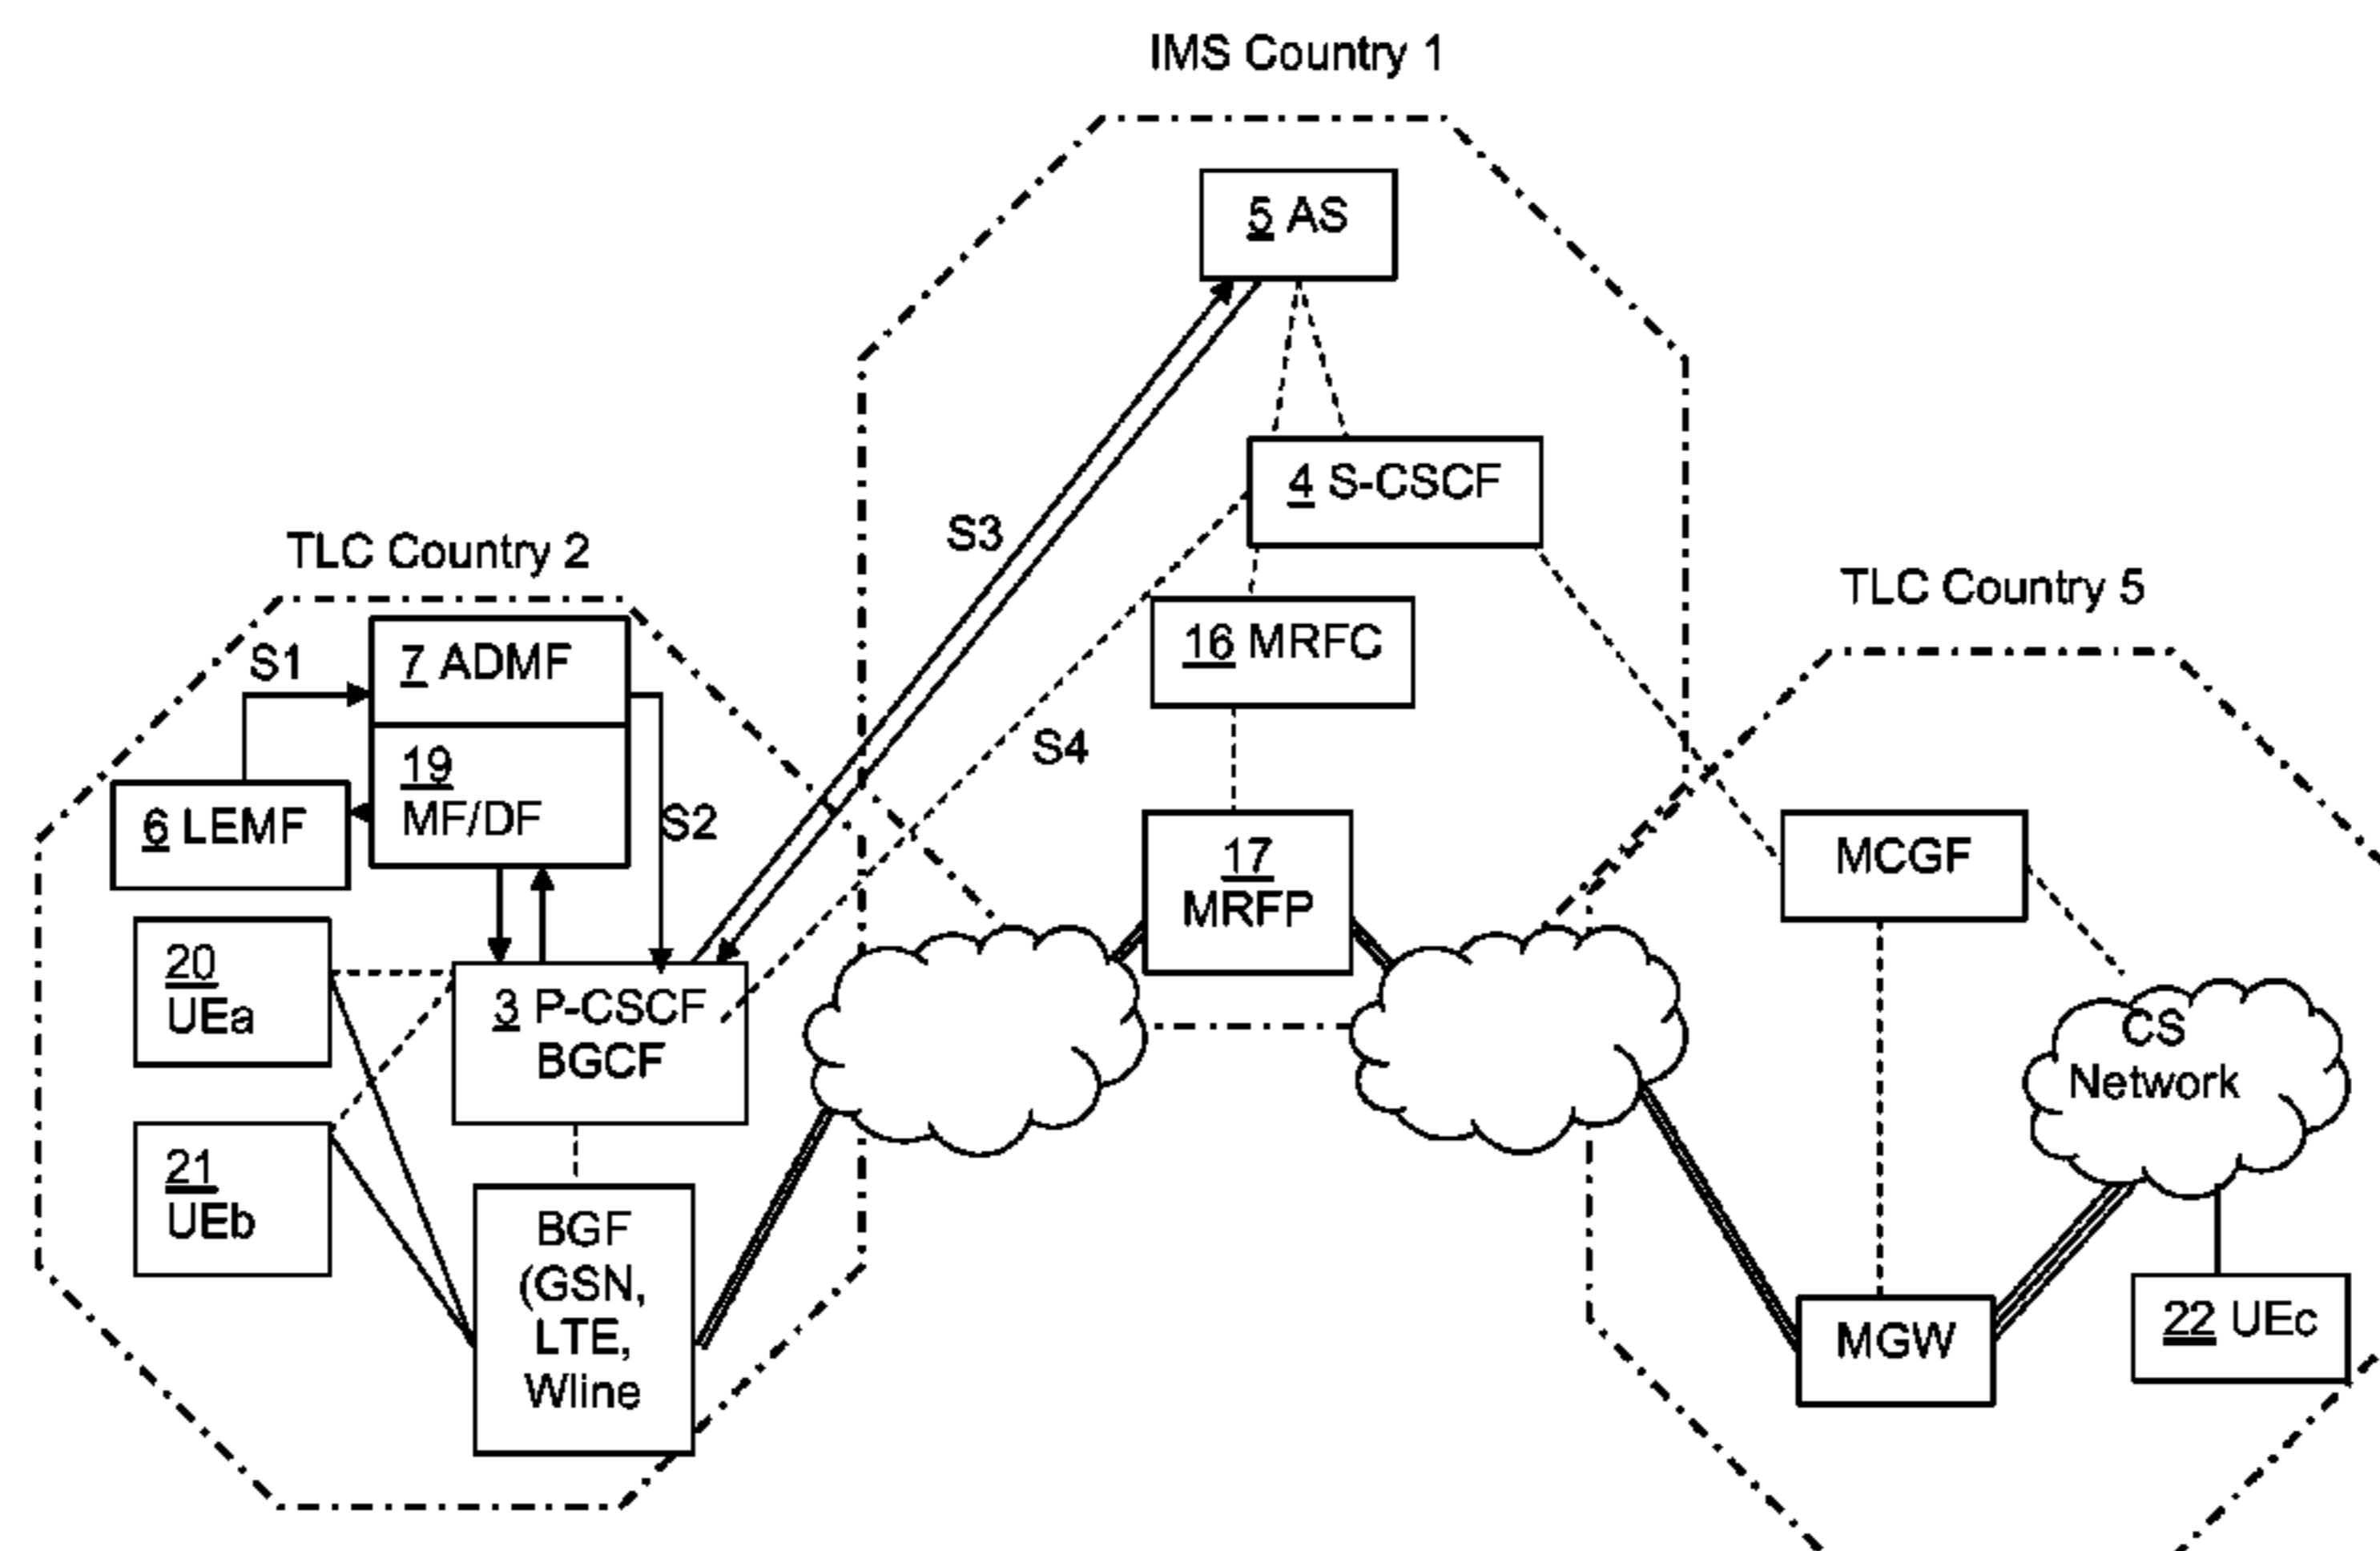 IMS Country 1
5 AS
4 S-CSCF
S3
TLC Country 2
TLC Country 5
16 MRFC
S1
7 ADMF
S4
19
MF/DF
S2
6 LEMF
17
MRFP
MCGF
20
UEa
3 P-CSCF
BGCF
CS
Network
21
UEb
BGF
(GSN,
LTE,
Wline
MGW
22 UEc